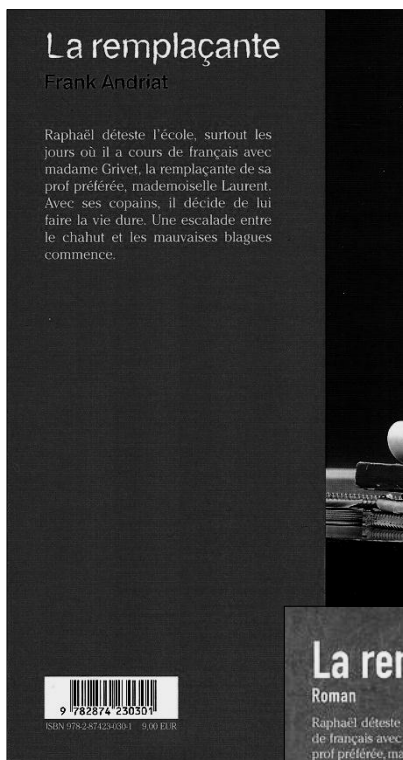 La remplaçante
Frank Andriat
Raphaël déteste l'école, surtout les
jours où il a cours de français avec
madame Grivet, la remplaçante de sa
prof préférée, mademoiselle Laurent.
Avec ses copains, il décide de lui
faire la vie dure. Une escalade entre
le chahut et les mauvaises blagues
commence.
9 782874 230301
ISBN 978-2-87423-030-1 9,00 EUR
La rem
Roman
Raphaël déteste
de français avec
prof préférée, ma